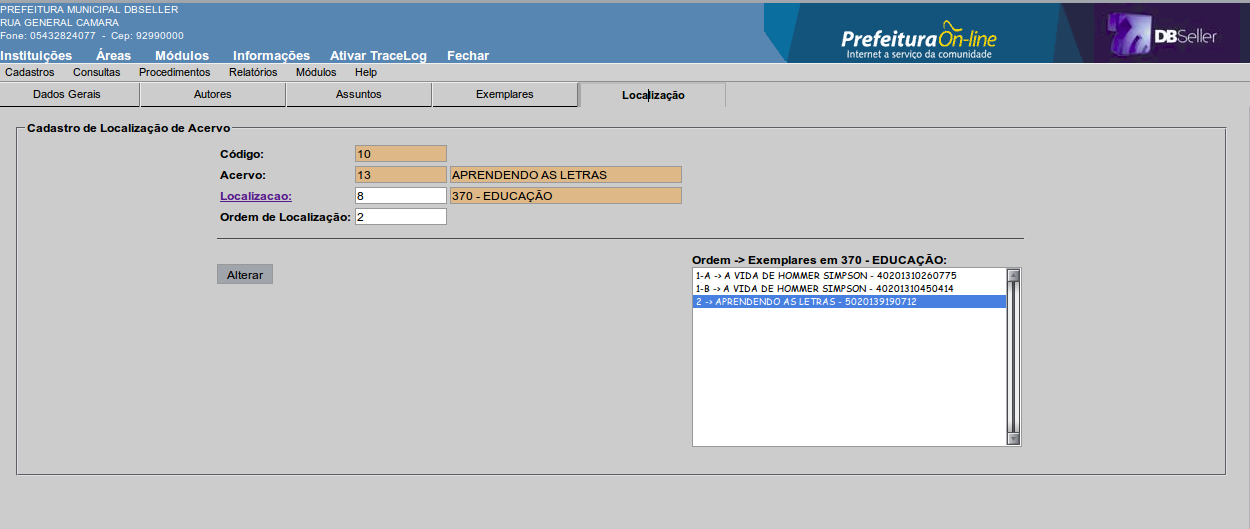 PREFEITURA MUNICIPAL DBSELLER
RUA GENERAL CAMARA
Fone: 05432824077 - Cep: 92990000
PrefeituraOn-line
Internet a serviço da comunidade
DBSeller
Instituições Áreas Módulos Informações Ativar TraceLog Fechar
Cadastros Consultas Procedimentos Relatórios Módulos Help
Dados Gerais Autores Assuntos Exemplares Localização
Cadastro de Localização de Acervo
Código: 10
Acervo: 13 APRENDENDO AS LETRAS
Localizacao: 8 370 - EDUCAÇÃO
Ordem de Localização: 2
Alterar
Ordem -> Exemplares em 370 - EDUCAÇÃO:
1-A -> A VIDA DE HOMMER SIMPSON - 40201310260775
1-B -> A VIDA DE HOMMER SIMPSON - 40201310450414
2 -> APRENDENDO AS LETRAS - 5020139190712